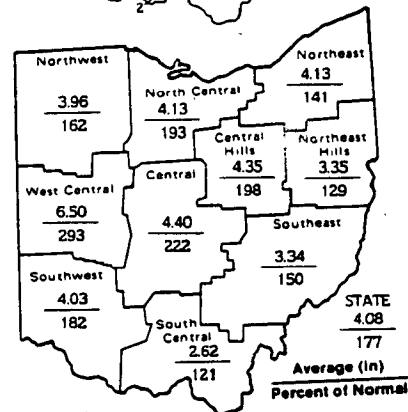 2
Northwest
3.96
162
North Central
4.13
193
Northeast
4.13
141
Central
Hills
4.35
198
Northeast
Hills
3.35
129
West Central
6.50
293
Central
4.40
222
Southeast
3.34
150
Southwest
4.03
182
South
Central
2.62
121
STATE
4.08
177
Average (in)
Percent of Normal